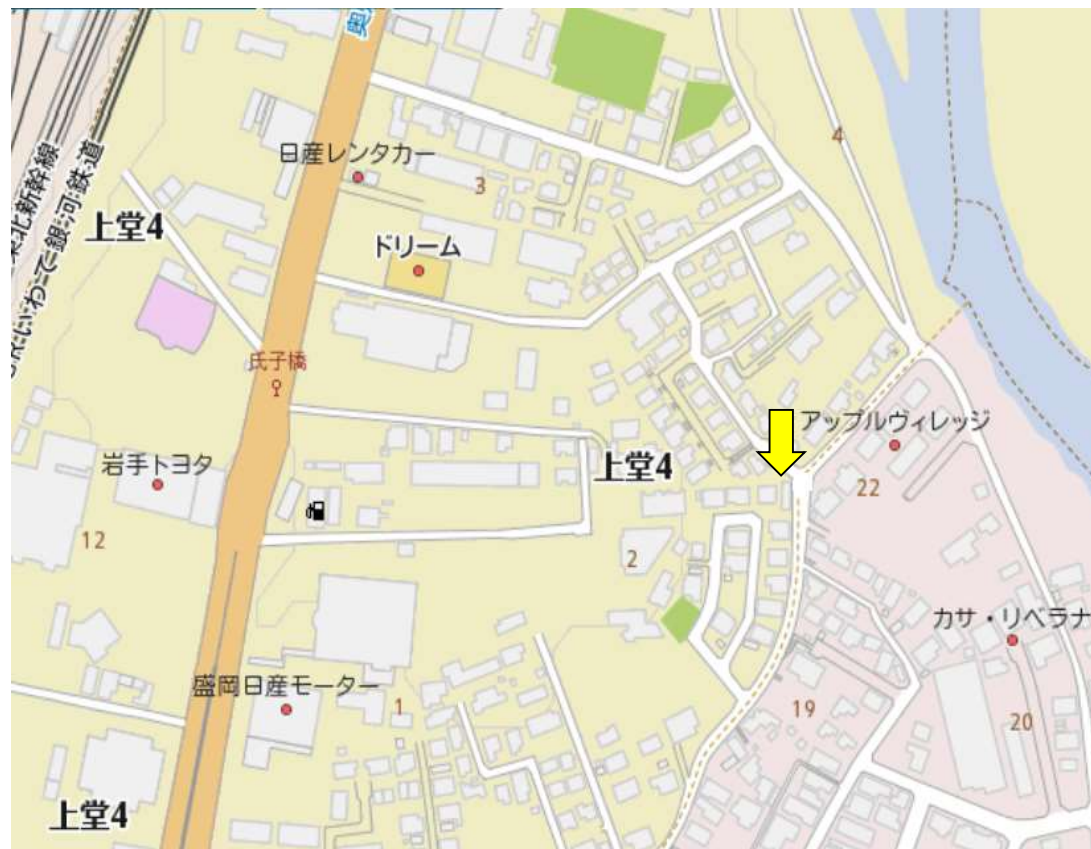 奥
4
日産レンタカー
3
東北新幹線
いわて銀河鉄道
上堂4
ドリーム
氏子橋
アップルヴィレッジ
岩手トヨタ
上堂4
22
12
2
カサ・リベラナ
盛岡日産モーター
1
19
20
上堂4